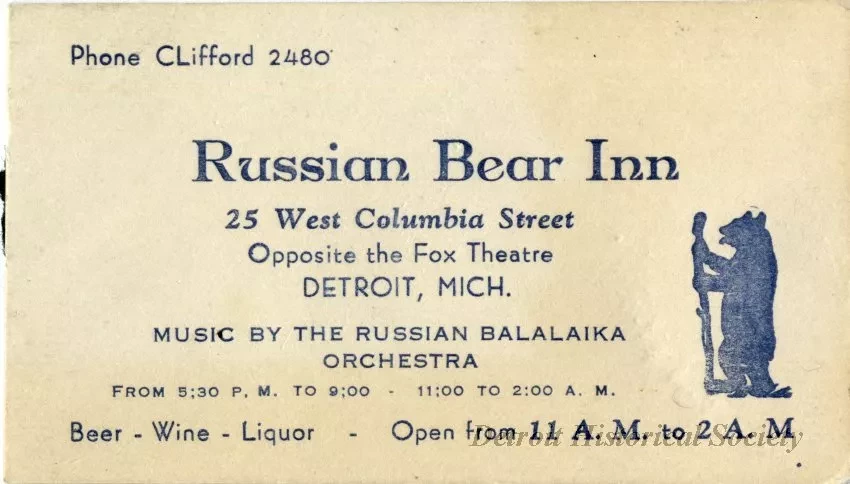 Phone CLifford 2480
Russian Bear Inn
25 West Columbia Street
Opposite the Fox Theatre
DETROIT, MICH.
MUSIC BY THE RUSSIAN BALALAIKA
ORCHESTRA
FROM 5;30 P. M. TO 9;00 - 11;00 TO 2:00 A. M.
Beer - Wine - Liquor - Open from 11 A. M. to 2 A. M
Detroit Historical Society